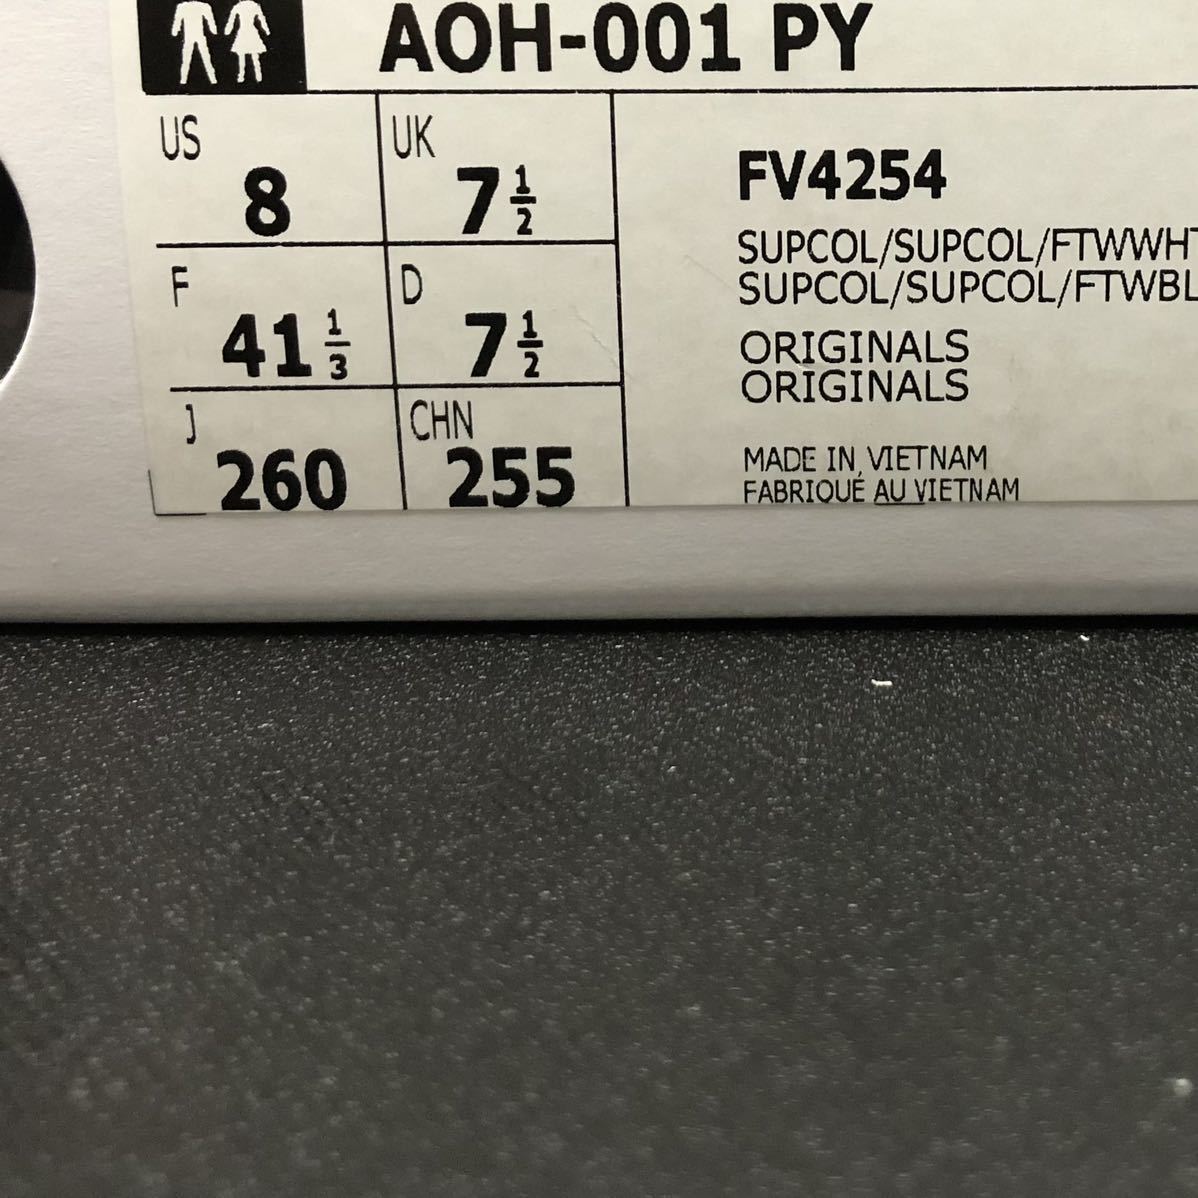 AOH-001 PY
US
8
UK
7 1/2
F
41 1/3
D
7 1/2
J
260
CHN
255
FV4254
SUPCOL/SUPCOL/FTWWHT
SUPCOL/SUPCOL/FTWBL
ORIGINALS
ORIGINALS
MADE IN VIETNAM
FABRIQUÉ AU VIETNAM